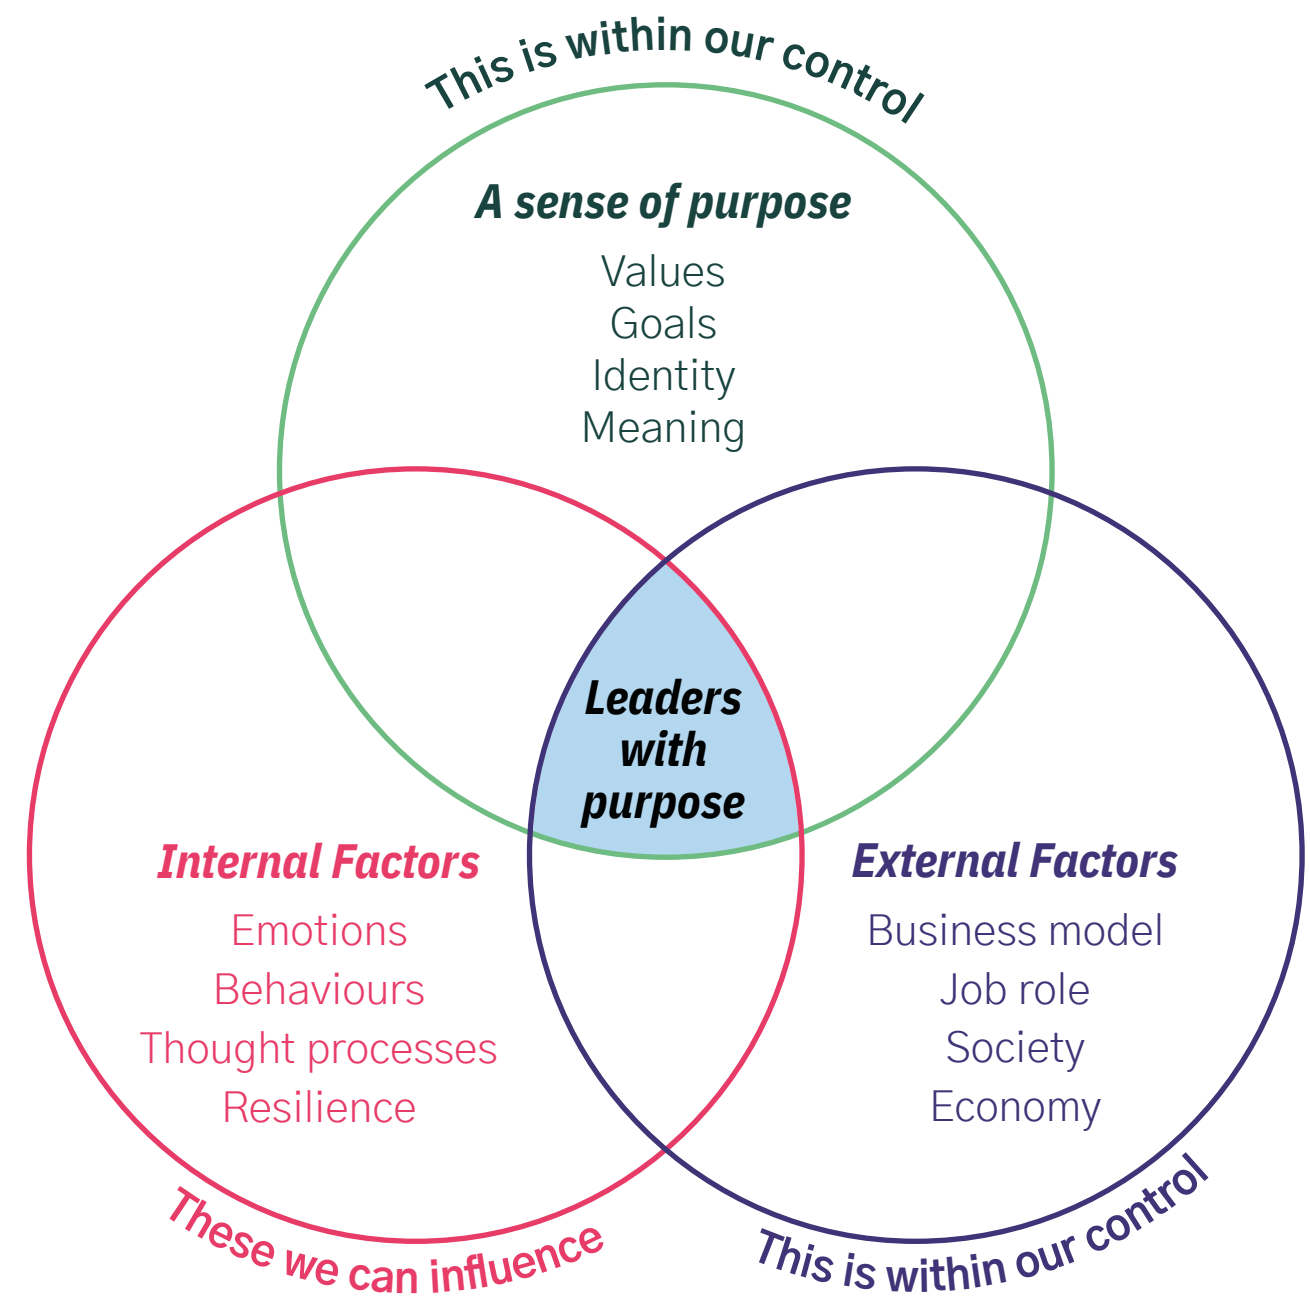 This is within our control
A sense of purpose
Values
Goals
Identity
Meaning
Leaders
with
purpose
Internal Factors
Emotions
Behaviours
Thought processes
Resilience
These we can influence
External Factors
Business model
Job role
Society
Economy
This is within our control